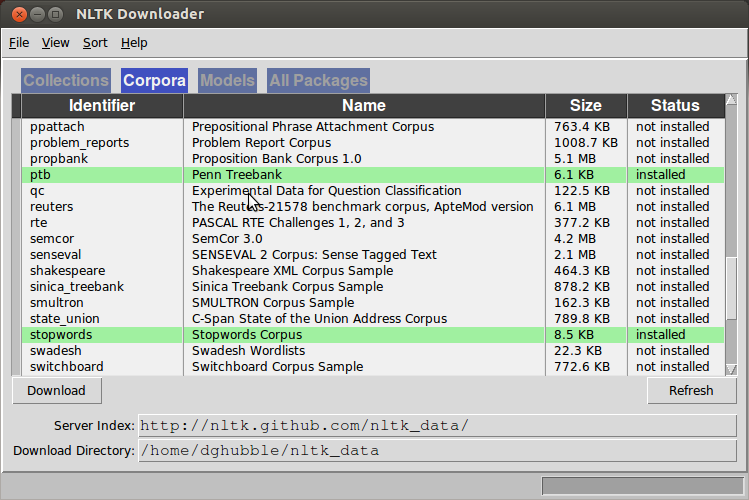 NLTK Downloader
File View Sort Help
Collections Corpora Models All Packages
Identifier Name Size Status
ppattach Prepositional Phrase Attachment Corpus 763.4 KB not installed
problem_reports Problem Report Corpus 1008.7 KB not installed
propbank Proposition Bank Corpus 1.0 5.1 MB not installed
ptb Penn Treebank 6.1 KB installed
qc Experimental Data for Question Classification 122.5 KB not installed
reuters The Reuters-21578 benchmark corpus, ApteMod version 6.1 MB not installed
rte PASCAL RTE Challenges 1, 2, and 3 377.2 KB not installed
semcor SemCor 3.0 4.2 MB not installed
senseval SENSEVAL 2 Corpus: Sense Tagged Text 2.1 MB not installed
shakespeare Shakespeare XML Corpus Sample 464.3 KB not installed
sinica_treebank Sinica Treebank Corpus Sample 878.2 KB not installed
smultron SMULTRON Corpus Sample 162.3 KB not installed
state_union C-Span State of the Union Address Corpus 789.8 KB not installed
stopwords Stopwords Corpus 8.5 KB installed
swadesh Swadesh Wordlists 22.3 KB not installed
switchboard Switchboard Corpus Sample 772.6 KB not installed
Download Refresh
Server Index: http://nltk.github.com/nltk_data/
Download Directory: /home/dghubble/nltk_data